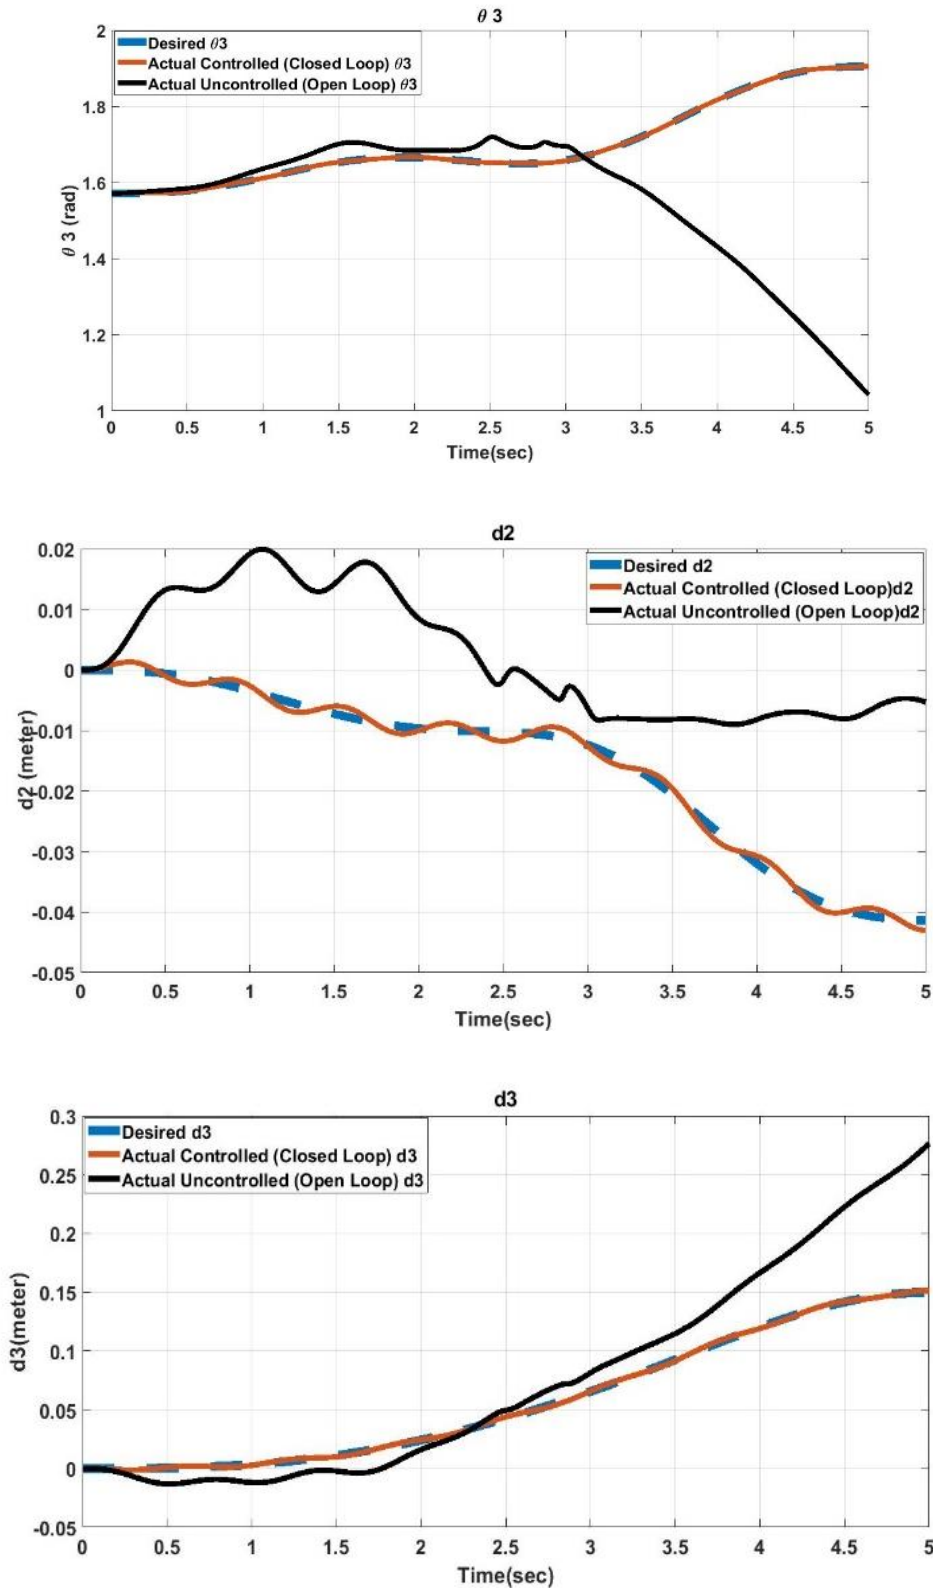 θ 3
2
Desired θ3
Actual Controlled (Closed Loop) θ3
Actual Uncontrolled (Open Loop) θ3
1.8
1.6
1.4
1.2
1
θ 3 (rad)
0 0.5 1 1.5 2 2.5 3 3.5 4 4.5 5
Time(sec)
d2
0.02
Desired d2
Actual Controlled (Closed Loop)d2
Actual Uncontrolled (Open Loop)d2
0.01
0
-0.01
-0.02
-0.03
-0.04
-0.05
d2 (meter)
0 0.5 1 1.5 2 2.5 3 3.5 4 4.5 5
Time(sec)
d3
0.3
Desired d3
Actual Controlled (Closed Loop) d3
Actual Uncontrolled (Open Loop) d3
0.25
0.2
0.15
0.1
0.05
0
-0.05
d3(meter)
0 0.5 1 1.5 2 2.5 3 3.5 4 4.5 5
Time(sec)